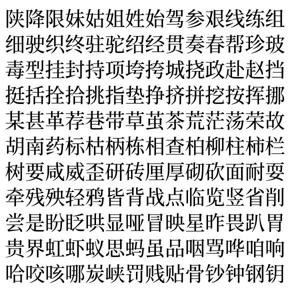 陕降限妹姑姐姓始驾参艰线练组
细驶织终驻驼绍经贯奏春帮珍玻
毒型挂封持项垮挎城挠政赴赵挡
挺括拴拾挑指垫挣挤拼挖按挥挪
某甚革荐巷带草茧茶荒茫荡荣故
胡南药标枯柄栋相查柏柳柱柿栏
树要咸威歪研砖厘厚砌砍面耐耍
牵残殃轻鸦皆背战点临览竖省削
尝是盼眨哄显哑冒映星昨畏趴胃
贵界虹虾蚁思蚂虽品咽骂哗咱响
哈咬咳哪炭峡罚贱贴骨钞钟钢钥